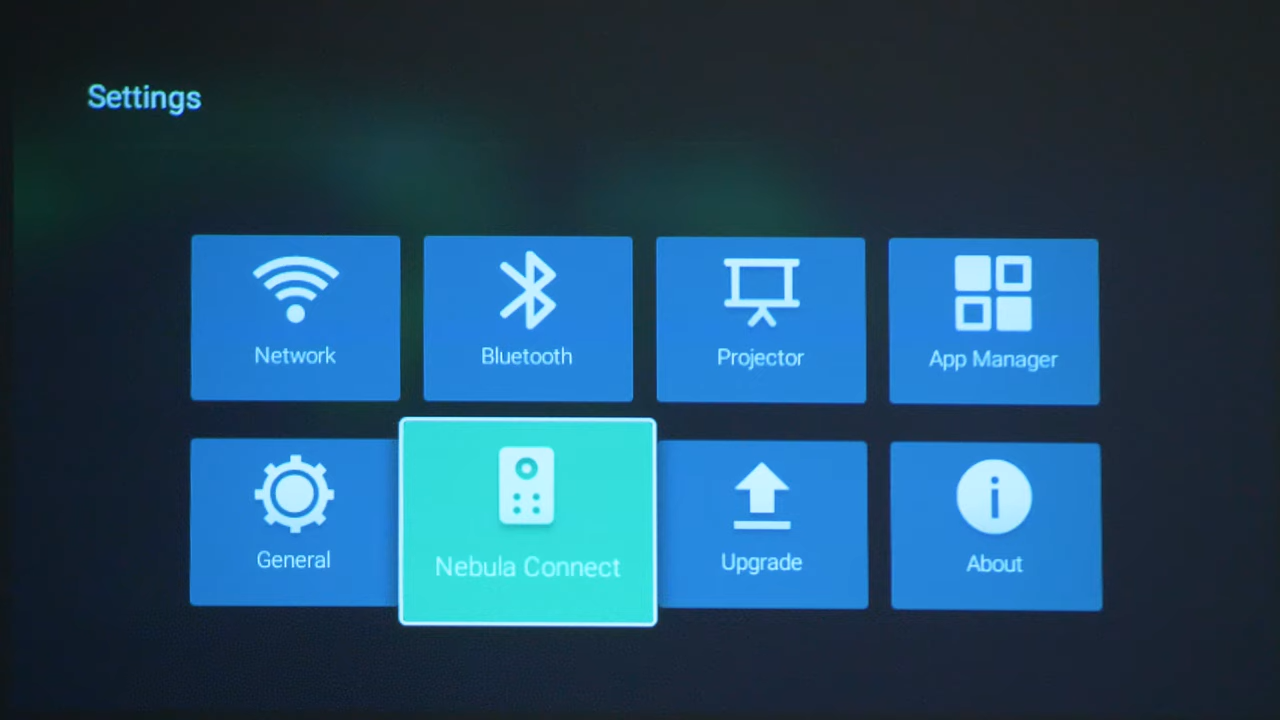 Settings
Network
Bluetooth
Projector
App Manager
General
Nebula Connect
Upgrade
About